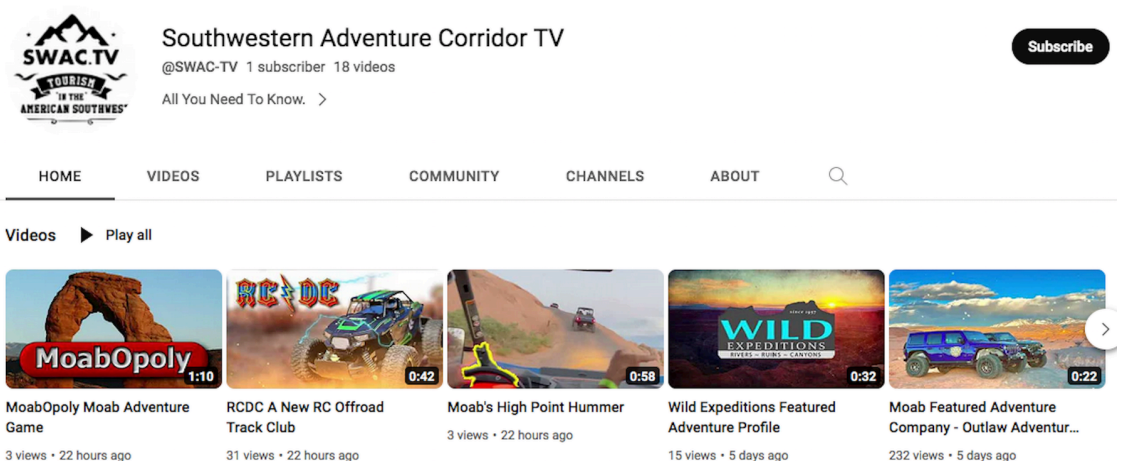 SWAC.TV
TOURISM
IN THE
AMERICAN SOUTHWES
Southwestern Adventure Corridor TV
@SWAC-TV 1 subscriber 18 videos
All You Need To Know.
Subscribe
HOME VIDEOS PLAYLISTS COMMUNITY CHANNELS ABOUT
Videos Play all
MoabOpoly
1:10
RC DC
0:42
0:58
since 1957
WILD
EXPEDITIONS
RIVERS ~ RUINS ~ CANYONS
0:32
0:22
MoabOpoly Moab Adventure
Game
3 views • 22 hours ago
RCDC A New RC Offroad
Track Club
31 views • 22 hours ago
Moab's High Point Hummer
3 views • 22 hours ago
Wild Expeditions Featured
Adventure Profile
15 views • 5 days ago
Moab Featured Adventure
Company - Outlaw Adventur...
232 views • 5 days ago